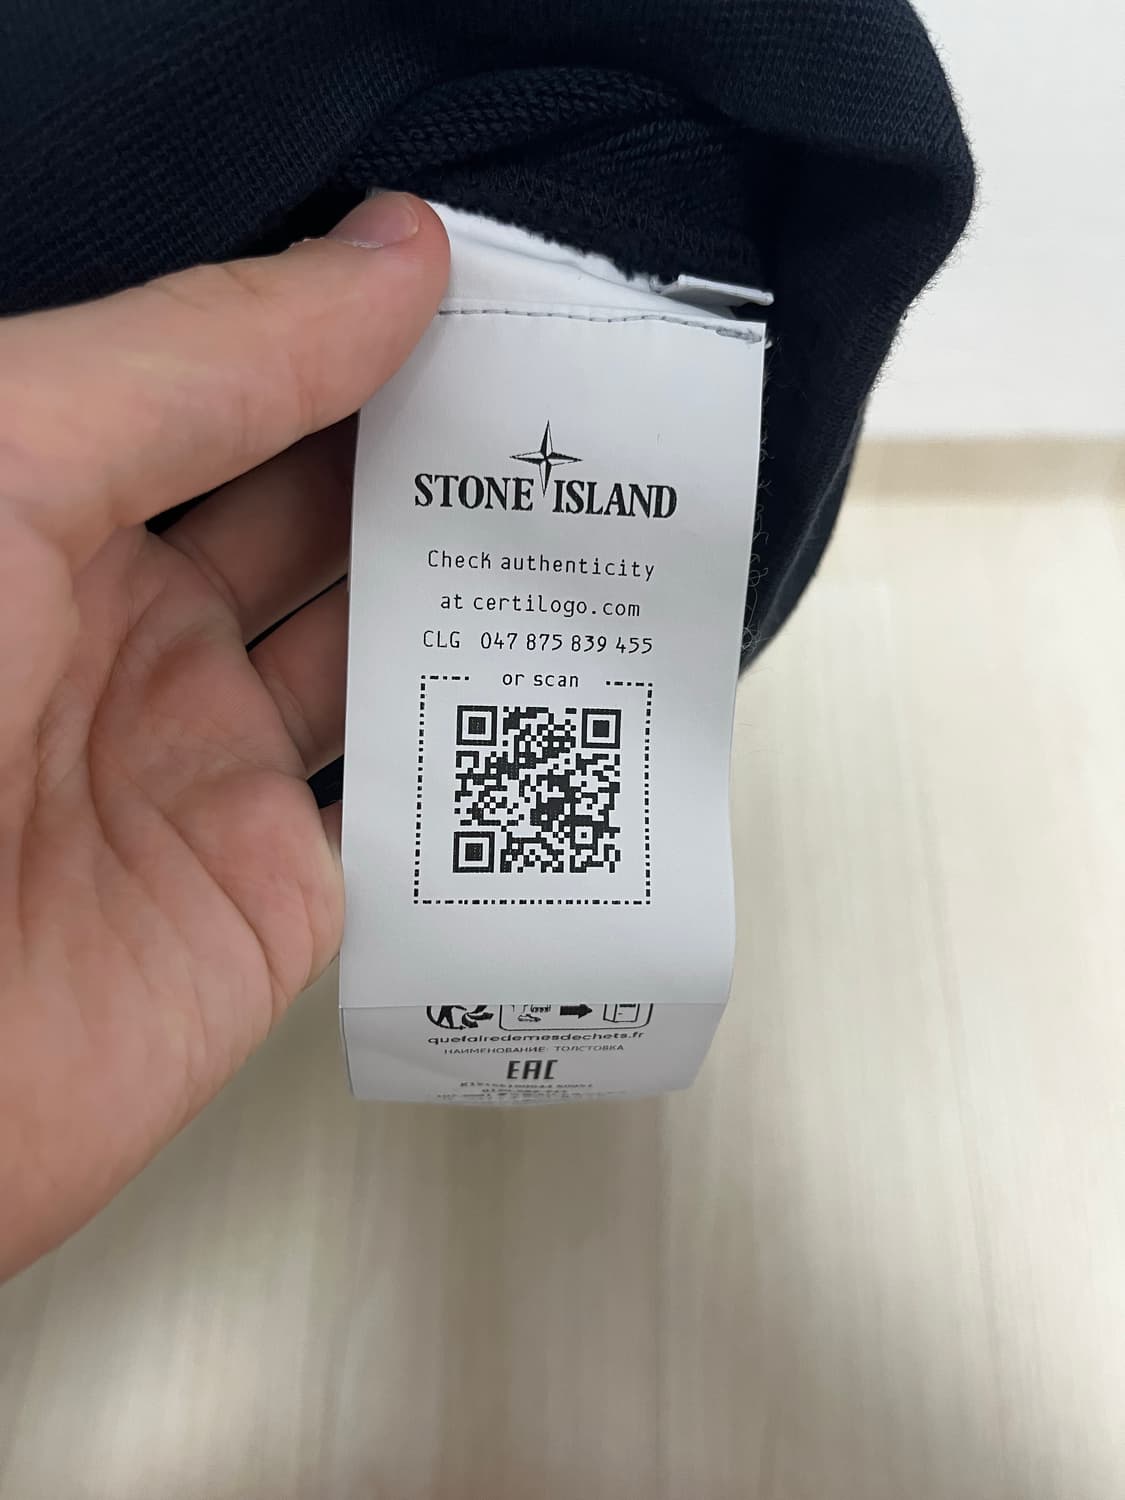 STONE ISLAND
Check authenticity
at certilogo.com
CLG 047 875 839 455
or scan
quefairedemesdechets.fr
НАИМЕНОВАНИЕ: ТОЛСТОВКА
EAC